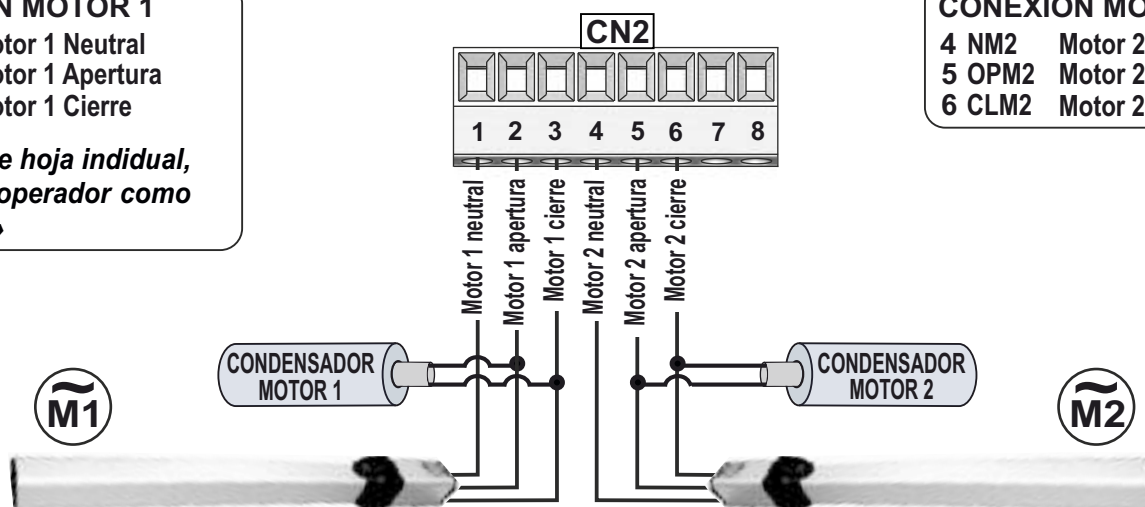 N MOTOR 1
otor 1 Neutral
otor 1 Apertura
otor 1 Cierre
e hoja indidual,
operador como
»
CN2
1 2 3 4 5 6 7 8
CONEXIÓN MO
4 NM2 Motor 2
5 OPM2 Motor 2
6 CLM2 Motor 2
Motor 1 neutral
Motor 1 apertura
Motor 1 cierre
Motor 2 neutral
Motor 2 apertura
Motor 2 cierre
CONDENSADOR
MOTOR 1
CONDENSADOR
MOTOR 2
M1
M2